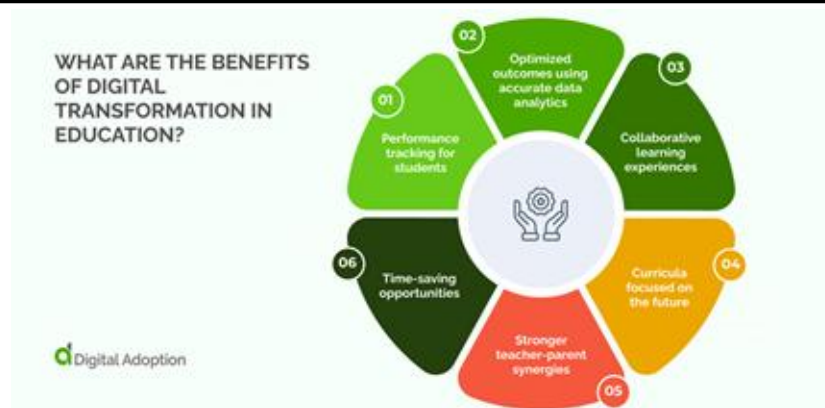 WHAT ARE THE BENEFITS
OF DIGITAL
TRANSFORMATION IN
EDUCATION?
01
Performance
tracking for
students
02
Optimized
outcomes using
accurate data
analytics
03
Collaborative
learning
experiences
04
Curricula
focused on
the future
05
Stronger
teacher-parent
synergies
06
Time-saving
opportunities
Digital Adoption